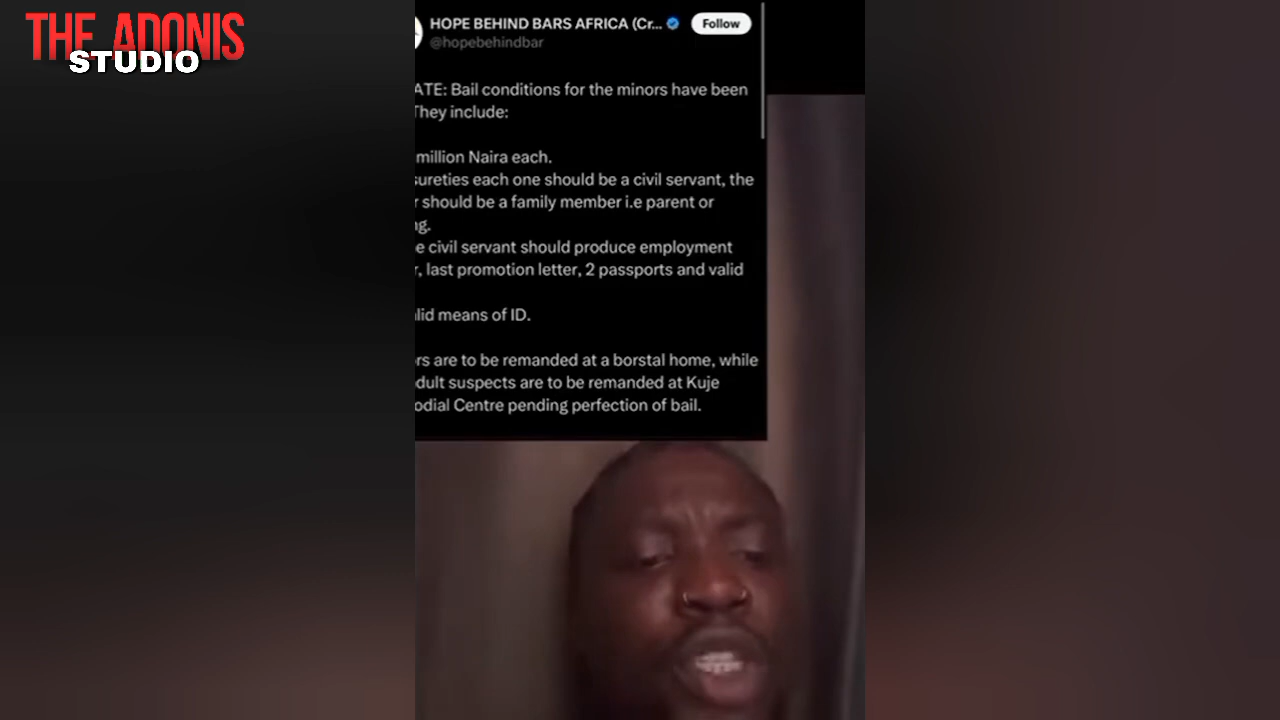 THE ADONIS
STUDIO
HOPE BEHIND BARS AFRICA (Cr...
Follow
@hopebehindbar
ATE: Bail conditions for the minors have been
They include:
million Naira each.
sureties each one should be a civil servant, the
r should be a family member i.e parent or
ng.
e civil servant should produce employment
r, last promotion letter, 2 passports and valid
lid means of ID.
rs are to be remanded at a borstal home, while
dult suspects are to be remanded at Kuje
odial Centre pending perfection of bail.